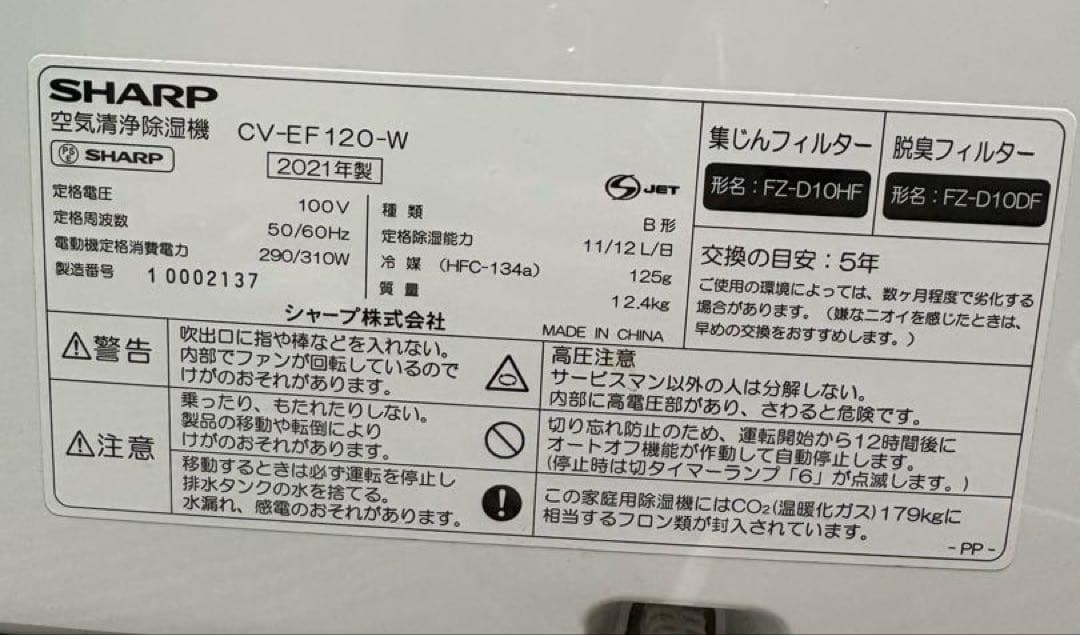 SHARP
空気清浄除湿機 CV-EF120-W
PS E SHARP
2021年製
定格電圧 100V
定格周波数 50/60Hz
電動機定格消費電力 290/310W
製造番号 10002137
S JET
種類 B形
定格除湿能力 11/12L/日
冷媒 (HFC-134a) 125g
質量 12.4kg
シャープ株式会社
MADE IN CHINA
集じんフィルター
形名:FZ-D10HF
脱臭フィルター
形名:FZ-D10DF
交換の目安:5年
ご使用の環境によっては、数ヶ月程度で劣化する
場合があります。(嫌なニオイを感じたときは、
早めの交換をおすすめします。)
警告
吹出口に指や棒などを入れない。
内部でファンが回転しているので
けがのおそれがあります。
高圧注意
サービスマン以外の人は分解しない。
内部に高電圧部があり、さわると危険です。
注意
乗ったり、もたれたりしない。
製品の移動や転倒により
けがのおそれがあります。
切り忘れ防止のため、運転開始から12時間後に
オートオフ機能が作動して自動停止します。
(停止時は切タイマーランプ「6」が点滅します。)
移動するときは必ず運転を停止し
排水タンクの水を捨てる。
水漏れ、感電のおそれがあります。
この家庭用除湿機にはCO₂(温暖化ガス)179kgに
相当するフロン類が封入されています。
-PP-